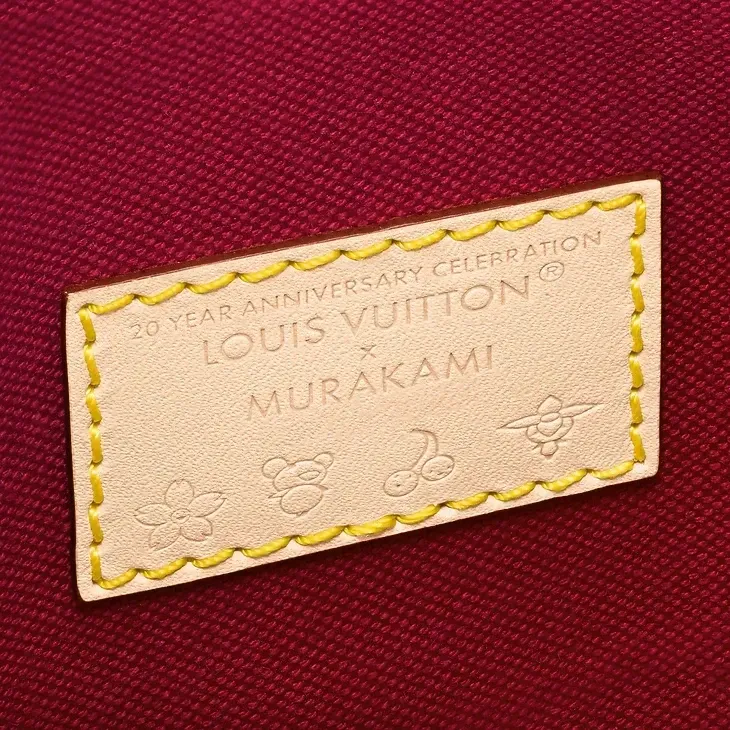 20 YEAR ANNIVERSARY CELEBRATION
LOUIS VUITTON®
×
MURAKAMI